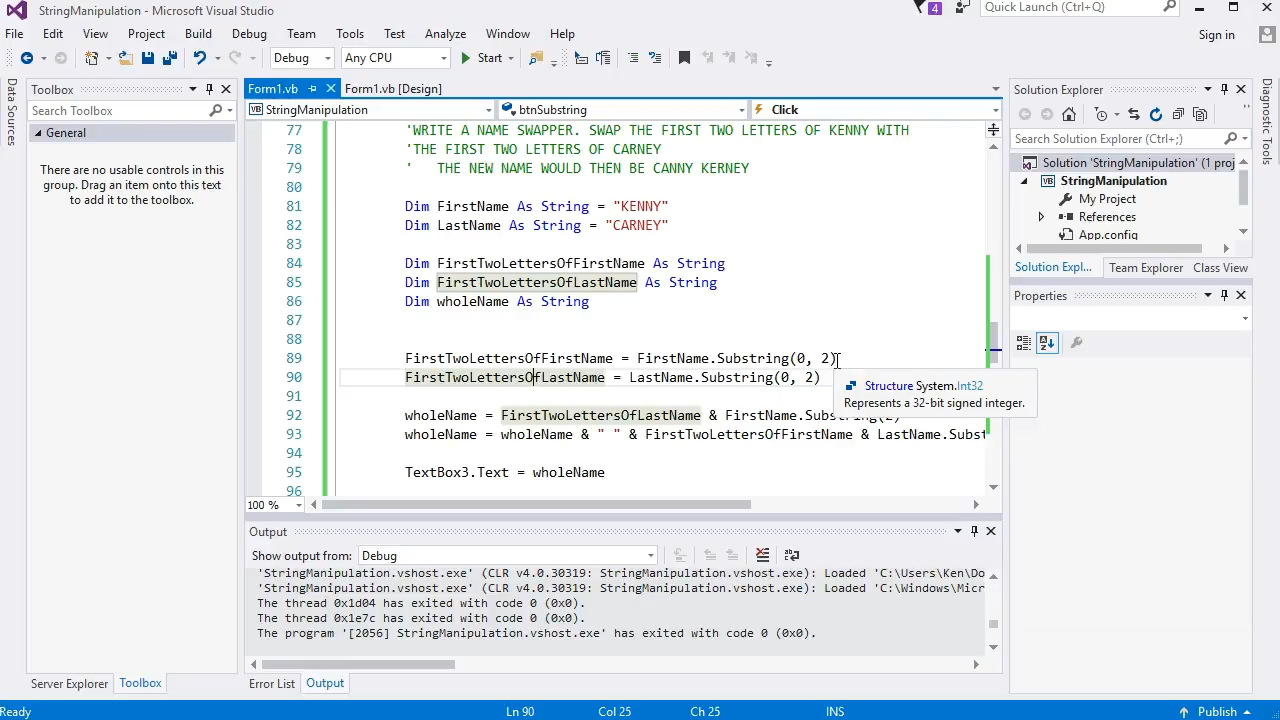 StringManipulation - Microsoft Visual Studio
4
Quick Launch (Ctrl+Q)
File Edit View Project Build Debug Team Tools Test Analyze Window Help
Sign in
Debug Any CPU Start
Data Sources
Toolbox
Search Toolbox
General
There are no usable controls in this
group. Drag an item onto this text
to add it to the toolbox.
Server Explorer Toolbox
Form1.vb Form1.vb [Design]
StringManipulation btnSubstring Click
77 'WRITE A NAME SWAPPER. SWAP THE FIRST TWO LETTERS OF KENNY WITH
78 'THE FIRST TWO LETTERS OF CARNEY
79 ' THE NEW NAME WOULD THEN BE CANNY KERNEY
80
81 Dim FirstName As String = "KENNY"
82 Dim LastName As String = "CARNEY"
83
84 Dim FirstTwoLettersOfFirstName As String
85 Dim FirstTwoLettersOfLastName As String
86 Dim wholeName As String
87
88
89 FirstTwoLettersOfFirstName = FirstName.Substring(0, 2)
90 FirstTwoLettersOfLastName = LastName.Substring(0, 2)
91
92 wholeName = FirstTwoLettersOfLastName & FirstName.Substring(2)
93 wholeName = wholeName & " " & FirstTwoLettersOfFirstName & LastName.Subst
94
95 TextBox3.Text = wholeName
96
Structure System.Int32
Represents a 32-bit signed integer.
100 %
Output
Show output from: Debug
'StringManipulation.vshost.exe' (CLR v4.0.30319: StringManipulation.vshost.exe): Loaded 'C:\Users\Ken\Do
'StringManipulation.vshost.exe' (CLR v4.0.30319: StringManipulation.vshost.exe): Loaded 'C:\Windows\Micr
The thread 0x1d04 has exited with code 0 (0x0).
The thread 0x1e7c has exited with code 0 (0x0).
The program '[2056] StringManipulation.vshost.exe' has exited with code 0 (0x0).
Error List Output
Solution Explorer
Search Solution Explorer (Ctrl+;)
Solution 'StringManipulation' (1 proj
VB StringManipulation
My Project
References
App.config
Solution Expl... Team Explorer Class View
Properties
Diagnostic Tools
Ready Ln 90 Col 25 Ch 25 INS Publish